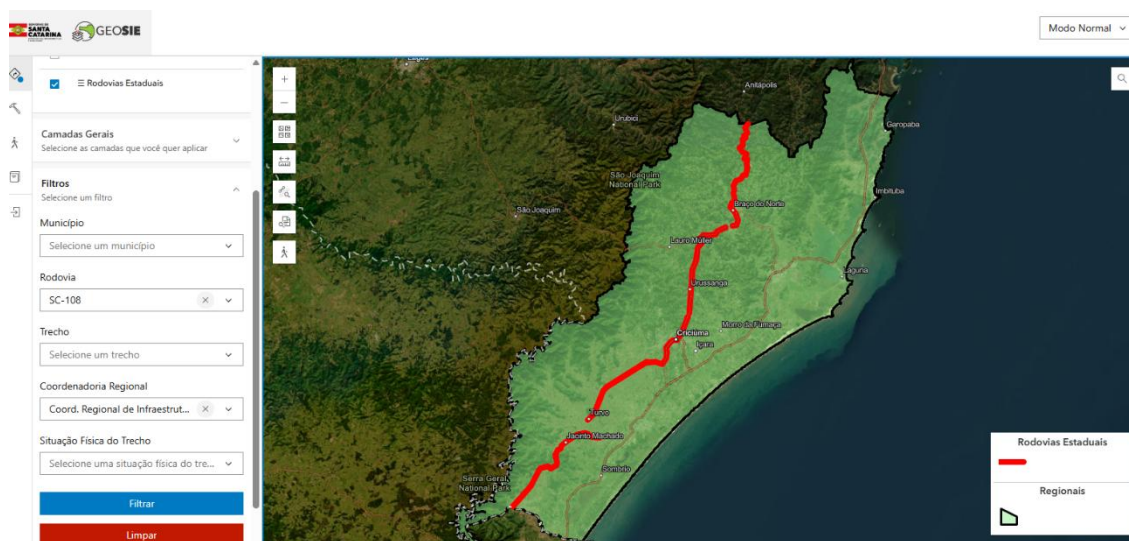 GOVERNO DE
SANTA
CATARINA
GEOSIE
Modo Normal
Rodovias Estaduais
Camadas Gerais
Selecione as camadas que você quer aplicar
Filtros
Selecione um filtro
Município
Selecione um município
Rodovia
SC-108
Trecho
Selecione um trecho
Coordenadoria Regional
Coord. Regional de Infraestrut...
Situação Física do Trecho
Selecione uma situação física do tre...
Filtrar
Limpar
Lages
Anitápolis
Urubici
Garopaba
São Joaquim
National Park
Imbituba
São Joaquim
Braço do Norte
Lauro Müller
Laguna
Urussanga
Morro da Fumaça
Criciúma
Içara
Turvo
Jacinto Machado
Sombrio
Serra Geral
National Park
Rodovias Estaduais
Regionais